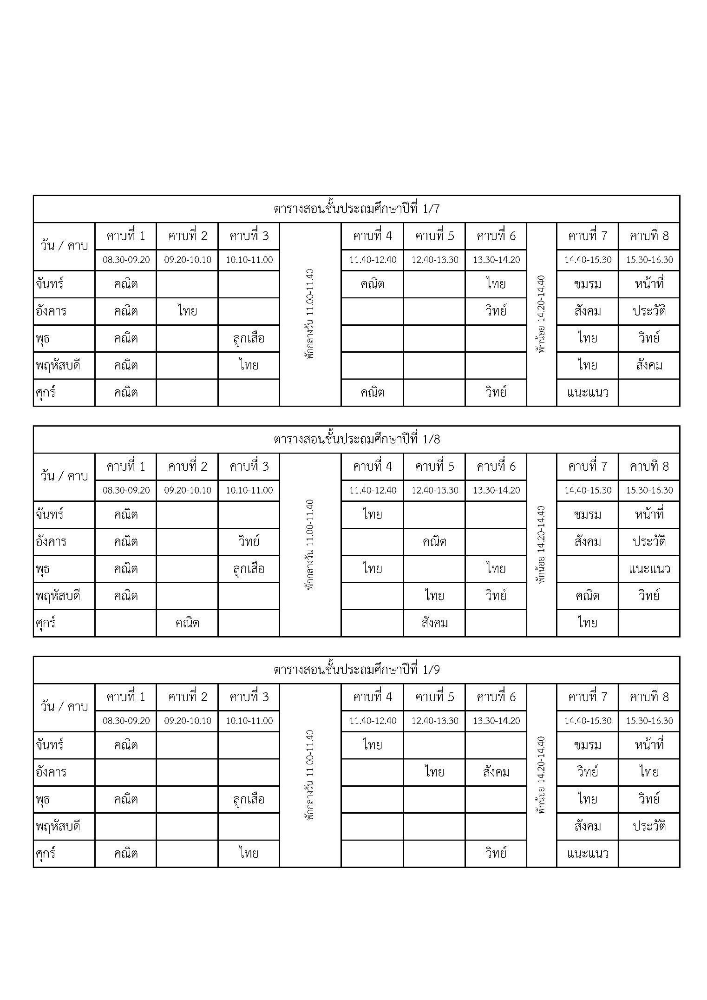 ตารางสอนชั้นประถมศึกษาปีที่ 1/7
วัน / คาบ คาบที่ 1 คาบที่ 2 คาบที่ 3 พักกลางวัน 11.00-11.40 คาบที่ 4 คาบที่ 5 คาบที่ 6 พักน้อย 14.20-14.40 คาบที่ 7 คาบที่ 8
08.30-09.20 09.20-10.10 10.10-11.00 11.40-12.40 12.40-13.30 13.30-14.20 14.40-15.30 15.30-16.30
จันทร์ คณิต คณิต ไทย ชมรม หน้าที่
อังคาร คณิต ไทย วิทย์ สังคม ประวัติ
พุธ คณิต ลูกเสือ ไทย วิทย์
พฤหัสบดี คณิต ไทย ไทย สังคม
ศุกร์ คณิต คณิต วิทย์ แนะแนว
ตารางสอนชั้นประถมศึกษาปีที่ 1/8
วัน / คาบ คาบที่ 1 คาบที่ 2 คาบที่ 3 พักกลางวัน 11.00-11.40 คาบที่ 4 คาบที่ 5 คาบที่ 6 พักน้อย 14.20-14.40 คาบที่ 7 คาบที่ 8
08.30-09.20 09.20-10.10 10.10-11.00 11.40-12.40 12.40-13.30 13.30-14.20 14.40-15.30 15.30-16.30
จันทร์ คณิต ไทย ชมรม หน้าที่
อังคาร คณิต วิทย์ คณิต สังคม ประวัติ
พุธ คณิต ลูกเสือ ไทย ไทย แนะแนว
พฤหัสบดี คณิต ไทย วิทย์ คณิต วิทย์
ศุกร์ คณิต สังคม ไทย
ตารางสอนชั้นประถมศึกษาปีที่ 1/9
วัน / คาบ คาบที่ 1 คาบที่ 2 คาบที่ 3 พักกลางวัน 11.00-11.40 คาบที่ 4 คาบที่ 5 คาบที่ 6 พักน้อย 14.20-14.40 คาบที่ 7 คาบที่ 8
08.30-09.20 09.20-10.10 10.10-11.00 11.40-12.40 12.40-13.30 13.30-14.20 14.40-15.30 15.30-16.30
จันทร์ คณิต ไทย ชมรม หน้าที่
อังคาร ไทย สังคม วิทย์ ไทย
พุธ คณิต ลูกเสือ ไทย วิทย์
พฤหัสบดี สังคม ประวัติ
ศุกร์ คณิต ไทย วิทย์ แนะแนว